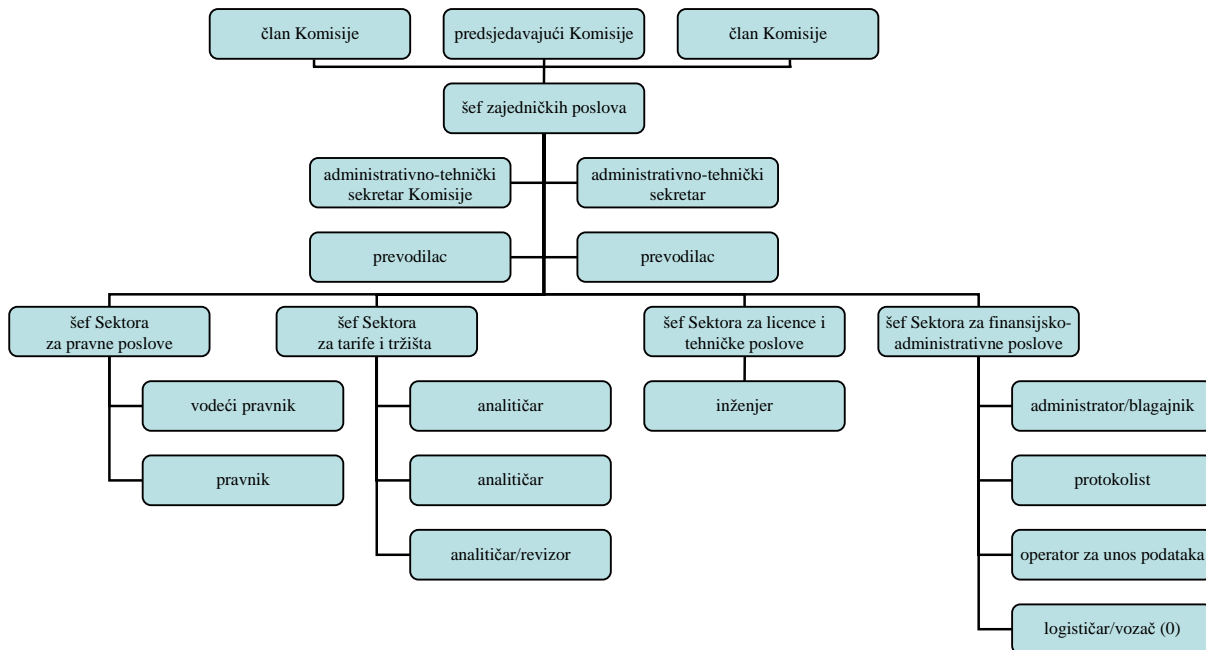 član Komisije
predsjedavajući Komisije
član Komisije
šef zajedničkih poslova
administrativno-tehnički
sekretar Komisije
administrativno-tehnički
sekretar
prevodilac
prevodilac
šef Sektora
za pravne poslove
šef Sektora
za tarife i tržišta
šef Sektora za licence i
tehničke poslove
šef Sektora za finansijsko-
administrativne poslove
vodeći pravnik
analitičar
inženjer
administrator/blagajnik
pravnik
analitičar
protokolist
analitičar/revizor
operator za unos podataka
logističar/vozač (0)